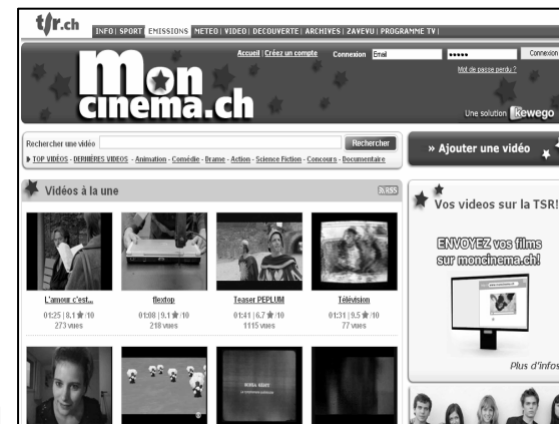 tsr.ch
INFO | SPORT | EMISSIONS | METEO | VIDEO | DECOUVERTE | ARCHIVES | ZAVEVU | PROGRAMME TV |
Accueil | Créez un compte Connexion Email ••••• Connexion
Mot de passe perdu ?
Mon
cinema.ch
Une solution kewego
Rechercher une vidéo Rechercher
TOP VIDÉOS - DERNIÈRES VIDEOS - Animation - Comédie - Drame - Action - Science Fiction - Concours - Documentaire
» Ajouter une vidéo
Vidéos à la une RSS
L'amour c'est... flextop Teaser PEPLUM Télévision
01:25 | 8.1 ★/10 01:08 | 9.1 ★/10 01:41 | 6.7 ★/10 01:31 | 9.5 ★/10
273 vues 218 vues 1115 vues 77 vues
Vos videos sur la TSR!
ENVOYEZ vos films
sur moncinema.ch!
Plus d'infos